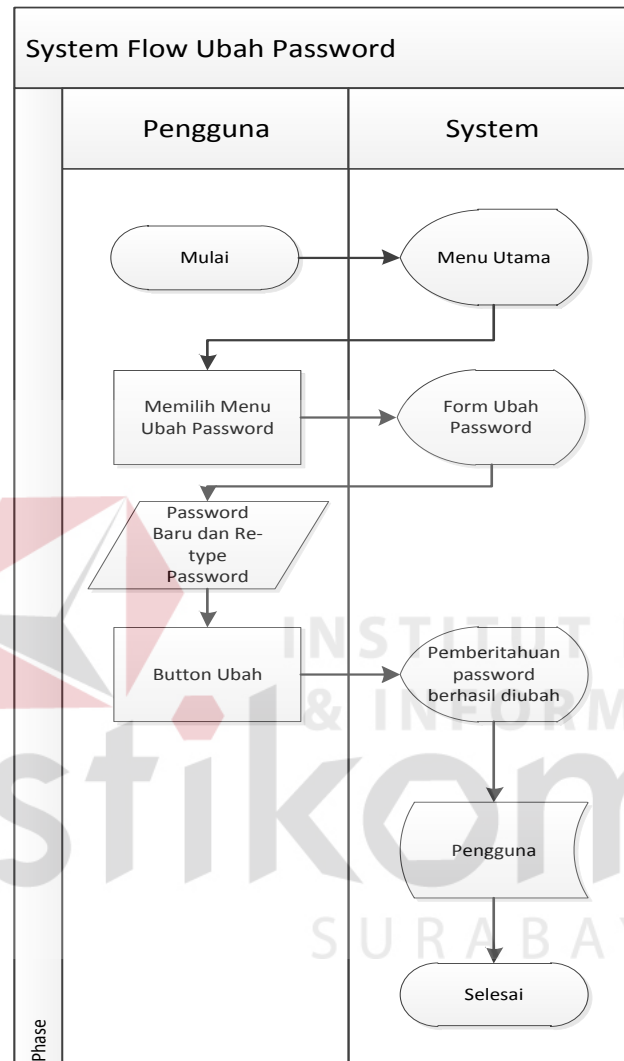 System Flow Ubah Password
Pengguna
System
Mulai
Menu Utama
Memilih Menu
Ubah Password
Form Ubah
Password
Password
Baru dan Re-
type
Password
Button Ubah
Pemberitahuan
password
berhasil diubah
Pengguna
Selesai
Phase
INSTITUT
& INFORM
stikom
SURABAY